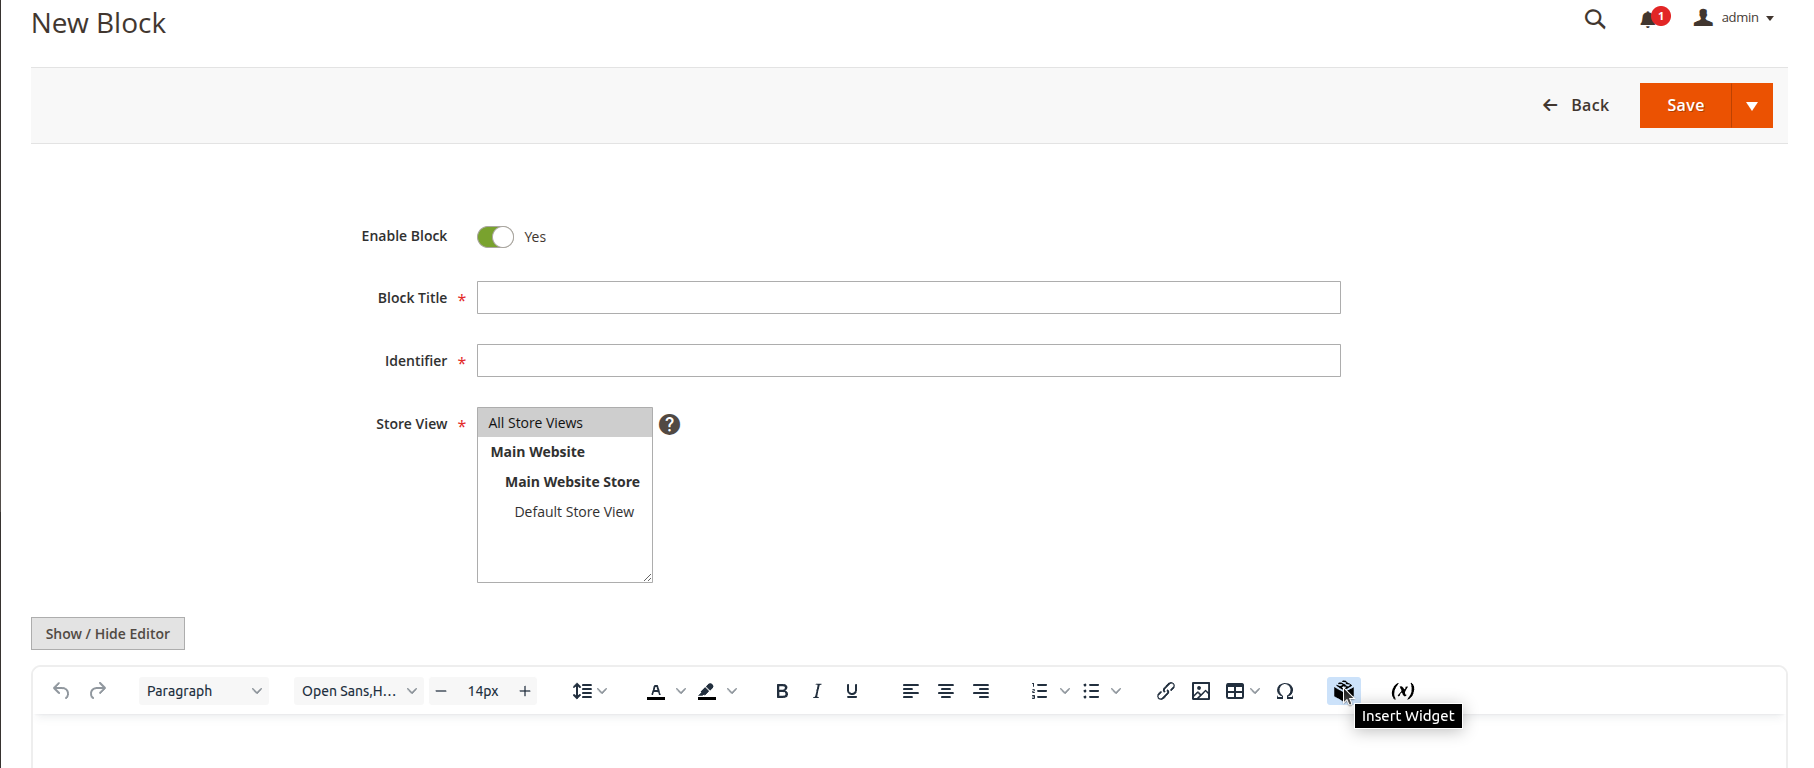 New Block
1
admin
Back
Save
Enable Block
Yes
Block Title *
Identifier *
Store View *
All Store Views
Main Website
Main Website Store
Default Store View
?
Show / Hide Editor
Paragraph
Open Sans,H...
14px
A
B
I
U
Ω
(x)
Insert Widget